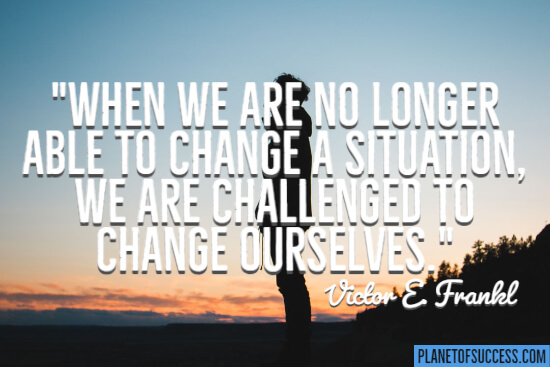 "WHEN WE ARE NO LONGER
ABLE TO CHANGE A SITUATION,
WE ARE CHALLENGED TO
CHANGE OURSELVES."
Victor E. Frankl
PLANETOFSUCCESS.COM